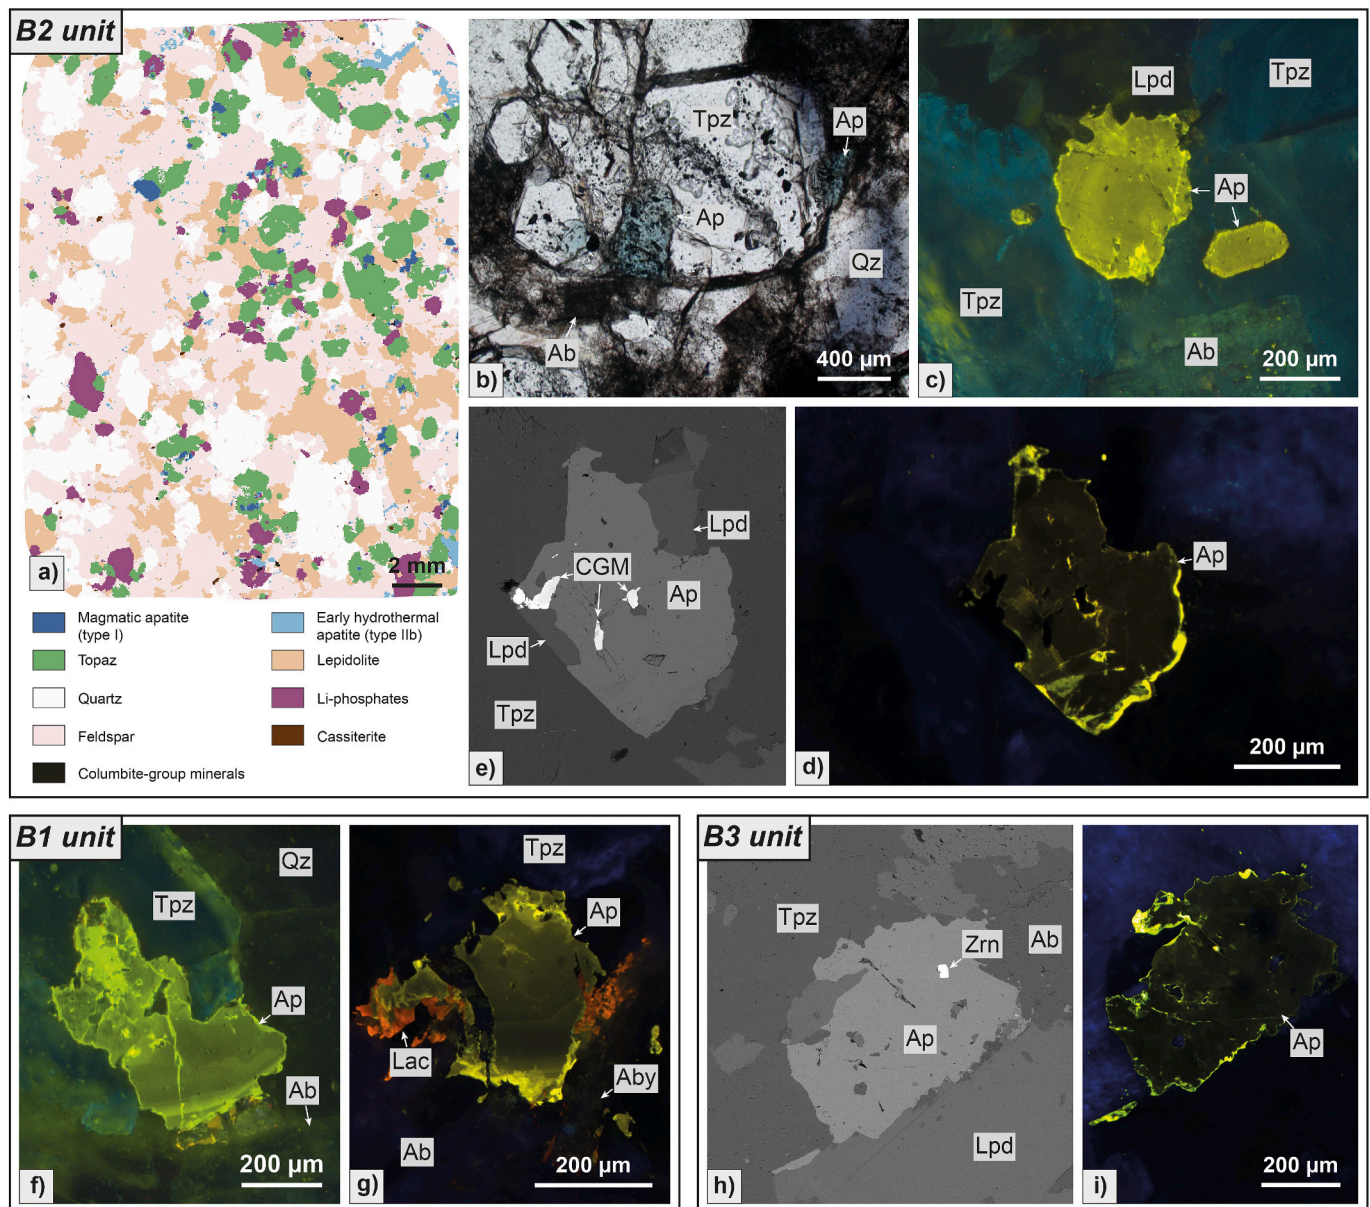 B2 unit
a)
2 mm
Magmatic apatite
(type I)
Early hydrothermal
apatite (type IIb)
Topaz
Lepidolite
Quartz
Li-phosphates
Feldspar
Cassiterite
Columbite-group minerals
Tpz
Ap
Ap
Qz
Ab
b)
400 µm
Lpd
Tpz
Ap
Tpz
Ab
c)
200 µm
Lpd
CGM
Ap
Lpd
Tpz
e)
Ap
200 µm
d)
B1 unit
Qz
Tpz
Ap
Ab
f)
200 µm
Tpz
Ap
Lac
Aby
Ab
g)
200 µm
B3 unit
Tpz
Zrn
Ab
Ap
Lpd
h)
Ap
i)
200 µm